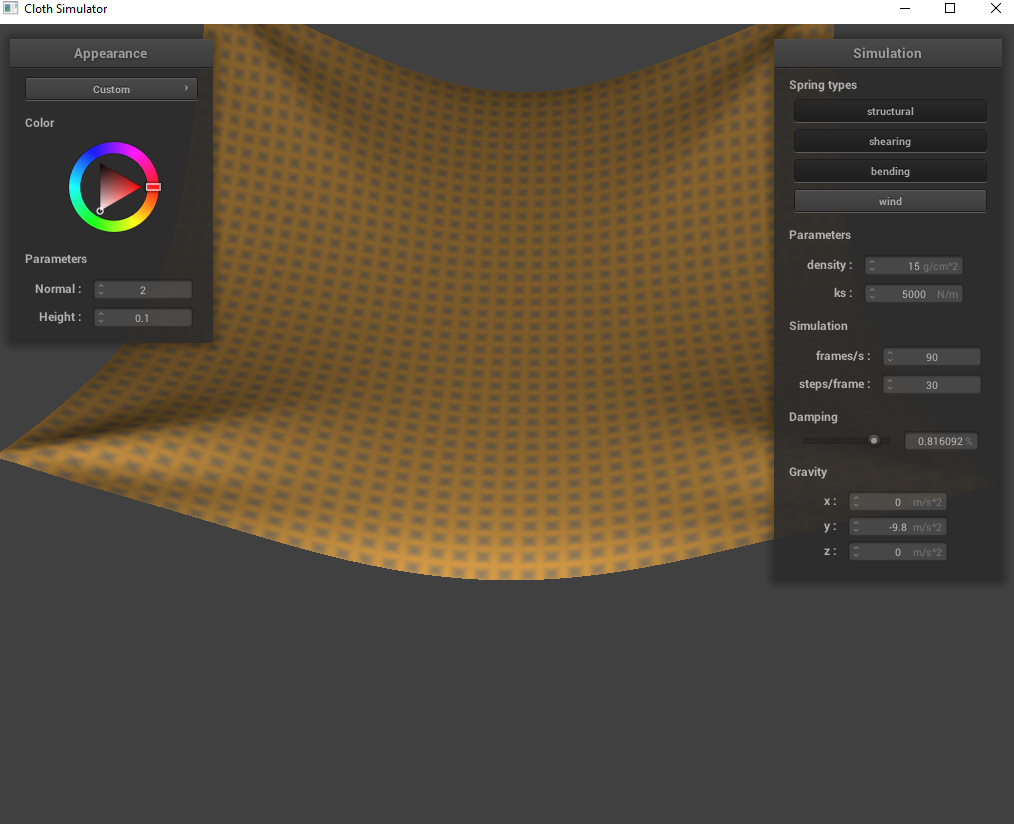 Cloth Simulator
Appearance
Custom ›
Color
Parameters
Normal : 2
Height : 0.1
Simulation
Spring types
structural
shearing
bending
wind
Parameters
density : 15 g/cm^2
ks : 5000 N/m
Simulation
frames/s : 90
steps/frame : 30
Damping
0.816092 %
Gravity
x : 0 m/s^2
y : -9.8 m/s^2
z : 0 m/s^2